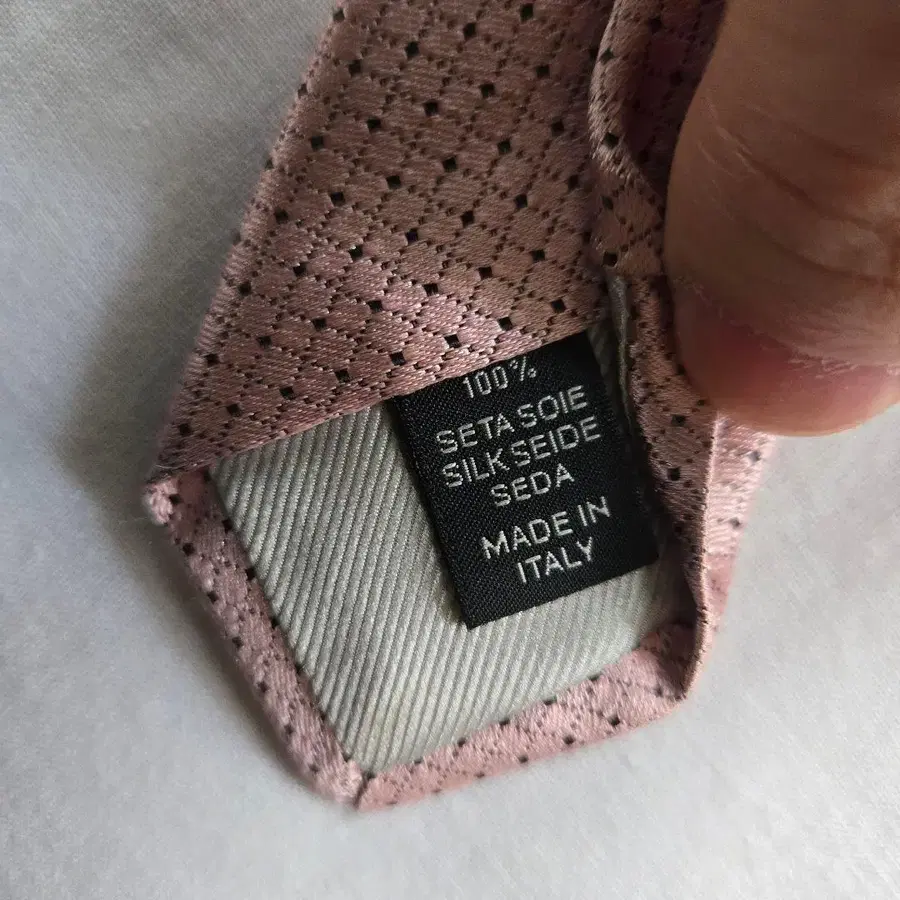 100%
SETA SOIE
SILK SEIDE
SEDA
MADE IN
ITALY